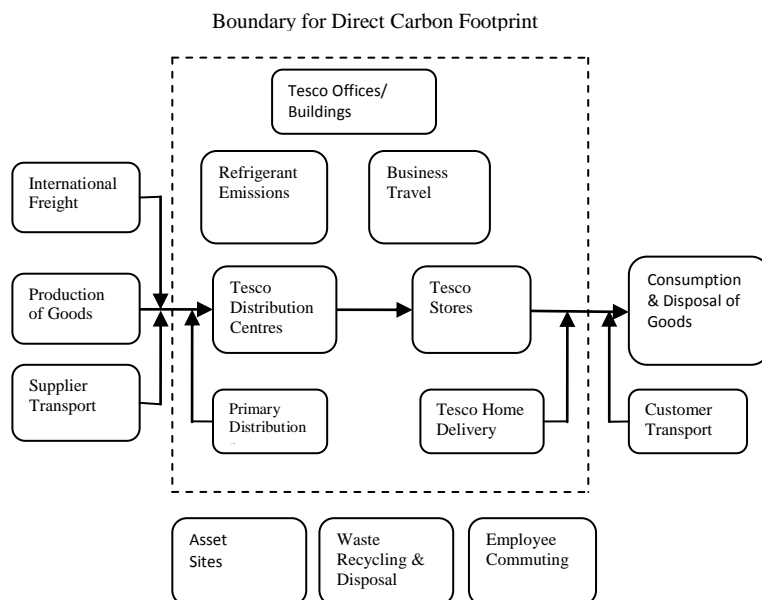 Boundary for Direct Carbon Footprint
Tesco Offices/
Buildings
Refrigerant
Emissions
Business
Travel
International
Freight
Production
of Goods
Tesco
Distribution
Centres
Tesco
Stores
Consumption
& Disposal of
Goods
Supplier
Transport
Primary
Distribution
Tesco Home
Delivery
Customer
Transport
Asset
Sites
Waste
Recycling &
Disposal
Employee
Commuting